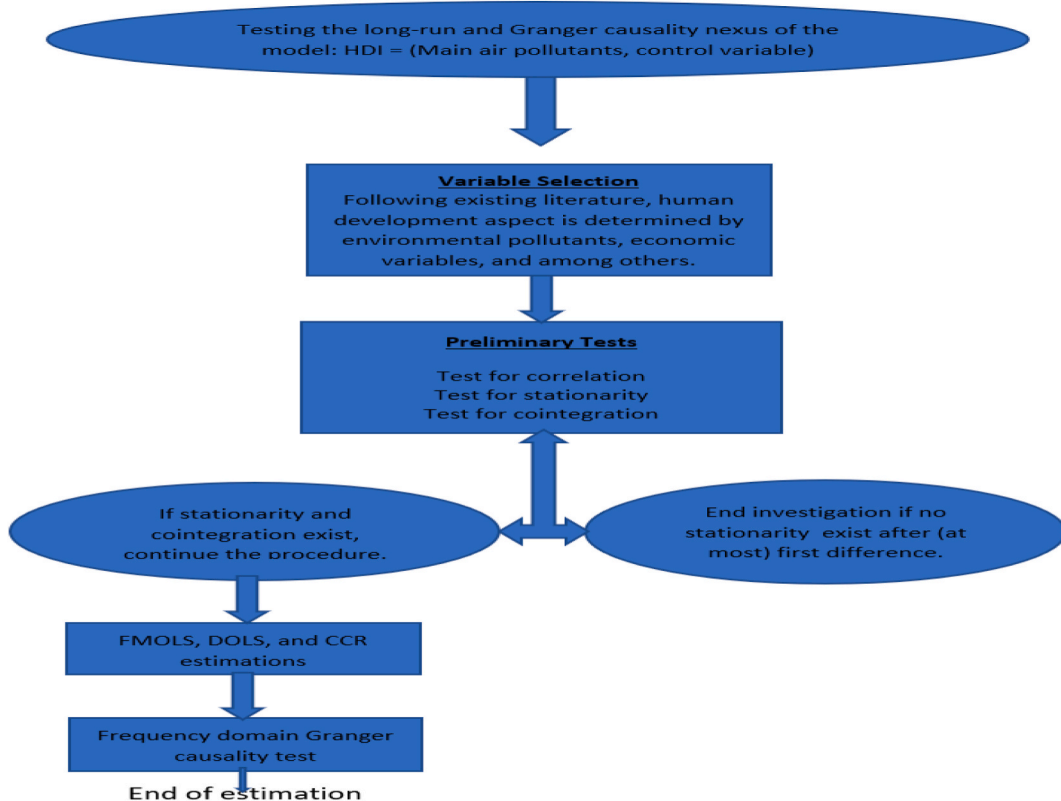 Testing the long-run and Granger causality nexus of the
model: HDI = (Main air pollutants, control variable)
Variable Selection
Following existing literature, human
development aspect is determined by
environmental pollutants, economic
variables, and among others.
Preliminary Tests
Test for correlation
Test for stationarity
Test for cointegration
If stationarity and
cointegration exist,
continue the procedure.
End investigation if no
stationarity exist after (at
most) first difference.
FMOLS, DOLS, and CCR
estimations
Frequency domain Granger
causality test
End of estimation